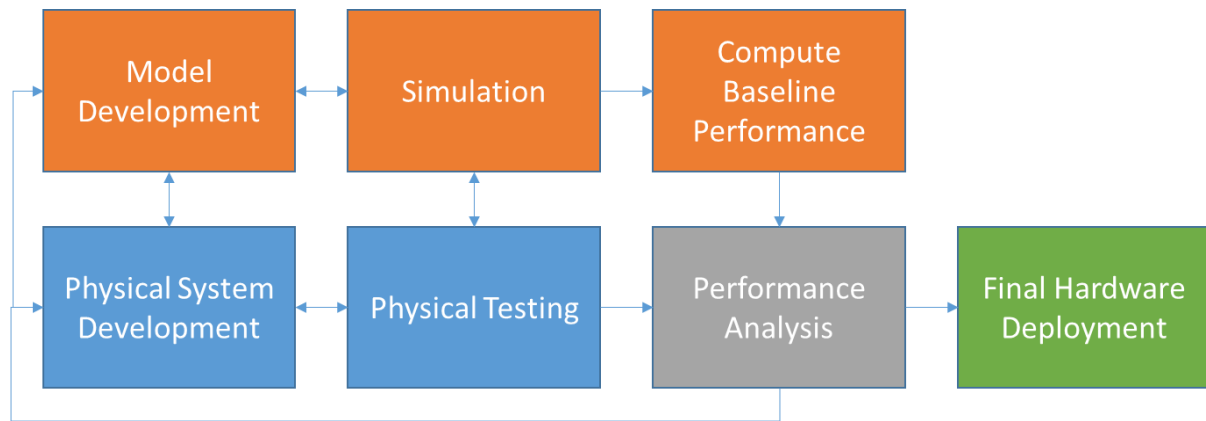 Model
Development
Simulation
Compute
Baseline
Performance
Physical System
Development
Physical Testing
Performance
Analysis
Final Hardware
Deployment